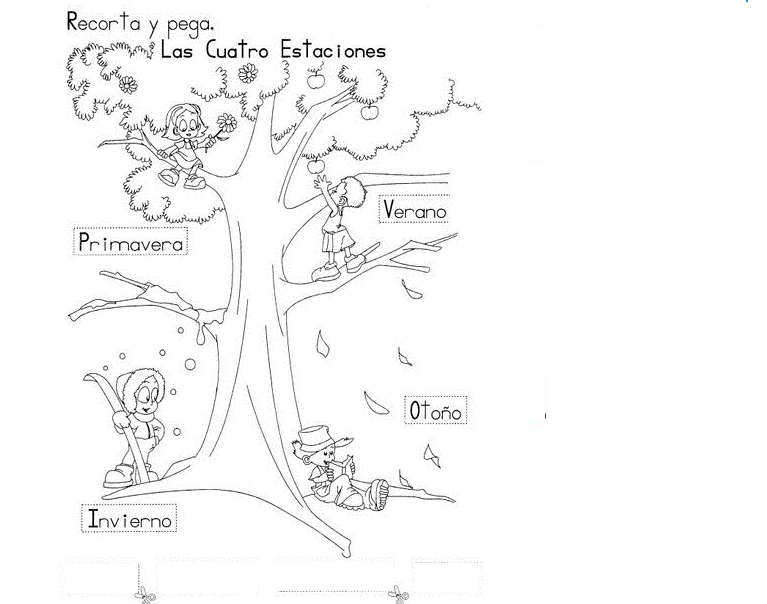 Recorta y pega.
Las Cuatro Estaciones
Verano
Primavera
Otoño
Invierno